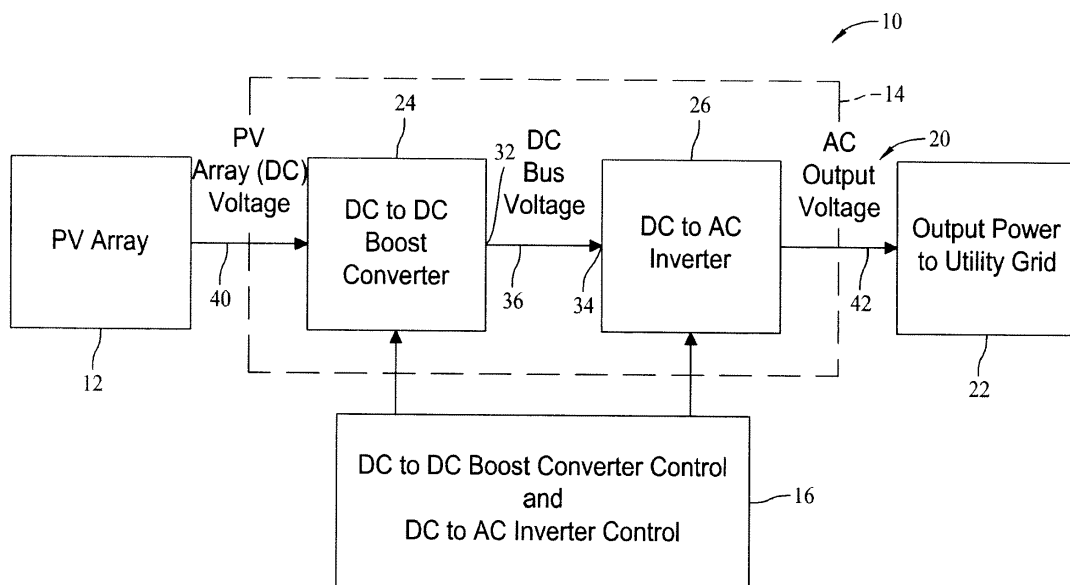 10
14
24
26
20
PV
Array (DC)
Voltage
DC
Bus
Voltage
AC
Output
Voltage
32
PV Array
DC to DC
Boost
Converter
DC to AC
Inverter
Output Power
to Utility Grid
40
36
34
42
12
22
DC to DC Boost Converter Control
and
DC to AC Inverter Control
16